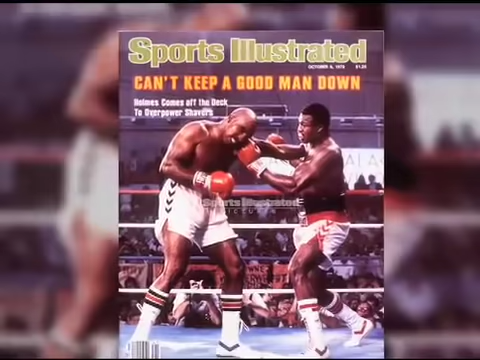 Sports Illustrated
OCTOBER 8, 1979 $1.25
CAN'T KEEP A GOOD MAN DOWN
Holmes Comes off the Deck
To Overpower Shavers
Sports Illustrated